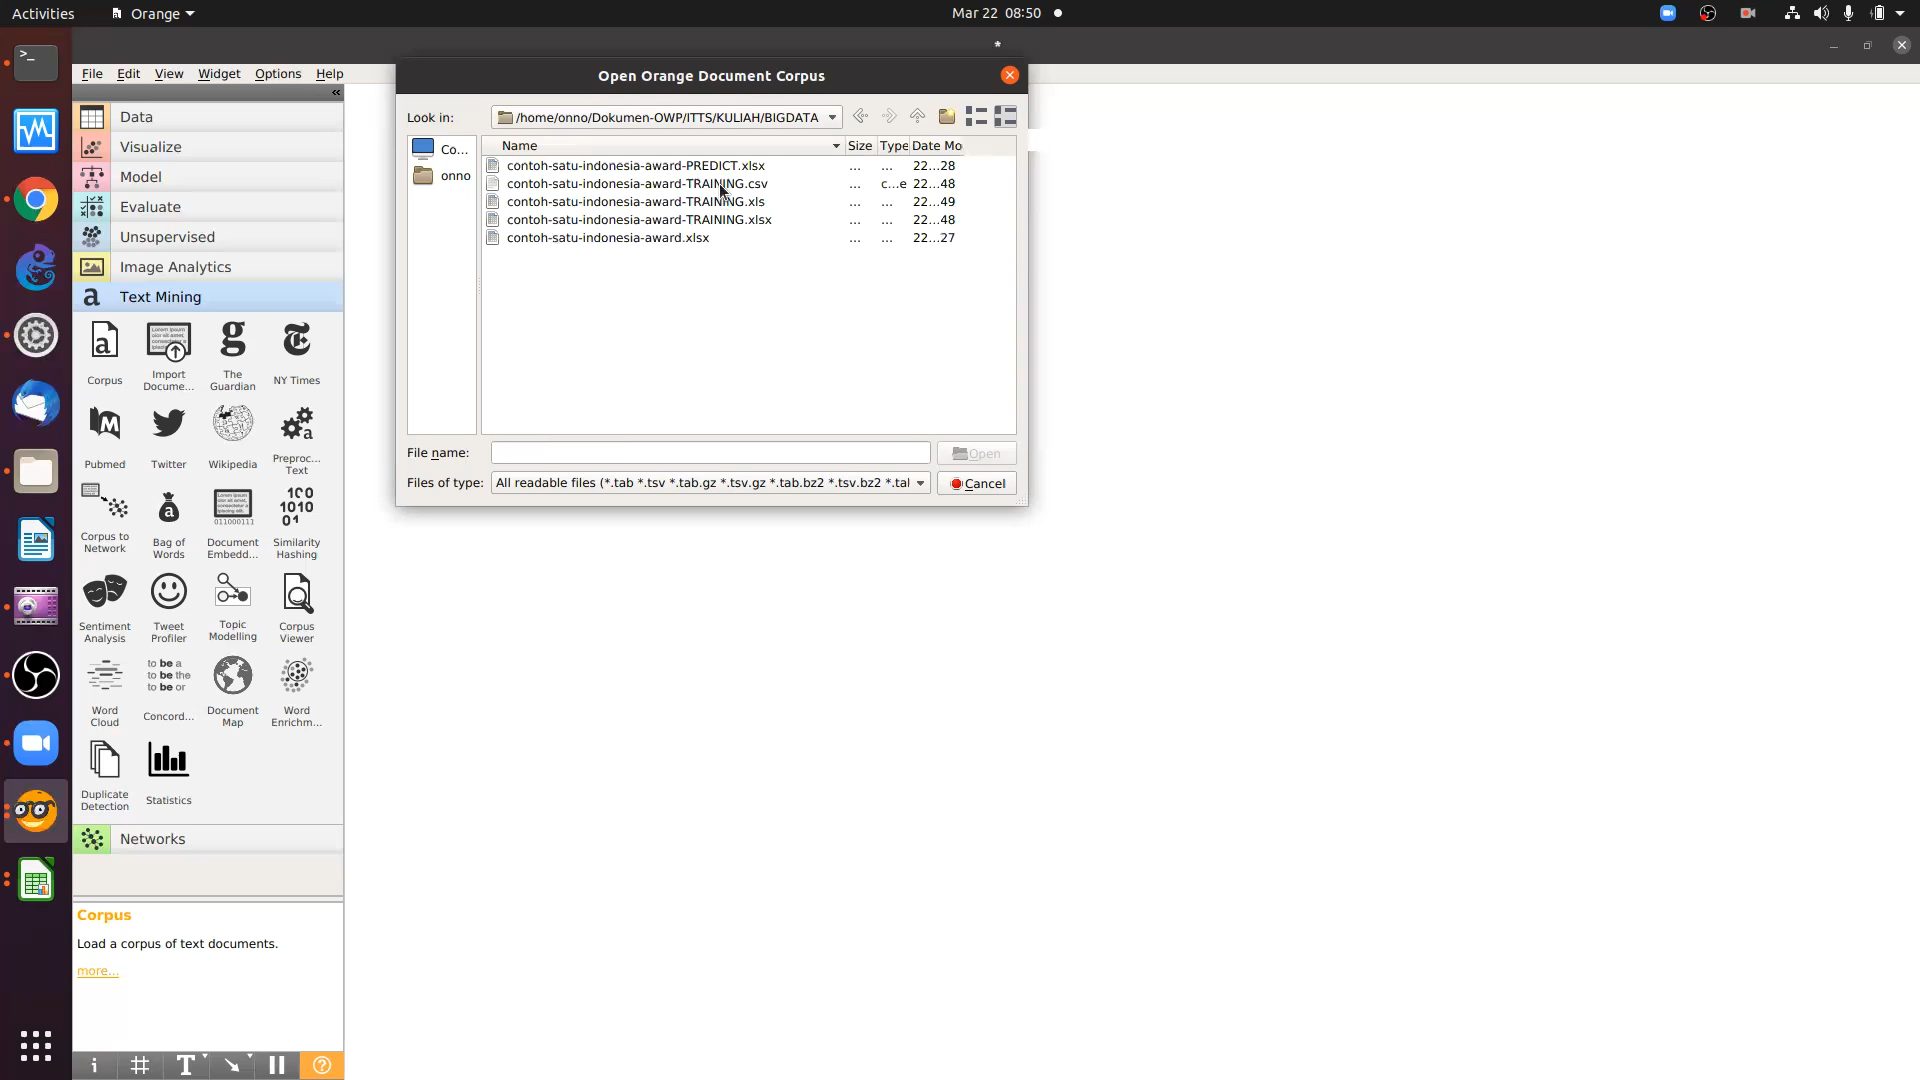 Activities
Orange
Mar 22 08:50
*
File Edit View Widget Options Help
Open Orange Document Corpus
Look in:
/home/onno/Dokumen-OWP/ITTS/KULIAH/BIGDATA
Co...
onno
Name Size Type Date Mo
contoh-satu-indonesia-award-PREDICT.xlsx ... ... 22...28
contoh-satu-indonesia-award-TRAINING.csv ... c...e 22...48
contoh-satu-indonesia-award-TRAINING.xls ... ... 22...49
contoh-satu-indonesia-award-TRAINING.xlsx ... ... 22...48
contoh-satu-indonesia-award.xlsx ... ... 22...27
File name:
Open
Files of type:
All readable files (*.tab *.tsv *.tab.gz *.tsv.gz *.tab.bz2 *.tsv.bz2 *.tal
Cancel
Data
Visualize
Model
Evaluate
Unsupervised
Image Analytics
Text Mining
Corpus
Import Docume...
The Guardian
NY Times
Pubmed
Twitter
Wikipedia
Preproc... Text
Corpus to Network
Bag of Words
Document Embedd...
Similarity Hashing
Sentiment Analysis
Tweet Profiler
Topic Modelling
Corpus Viewer
to be a
to be the
to be or
Word Cloud
Concord...
Document Map
Word Enrichm...
Duplicate Detection
Statistics
Networks
Corpus
Load a corpus of text documents.
more...